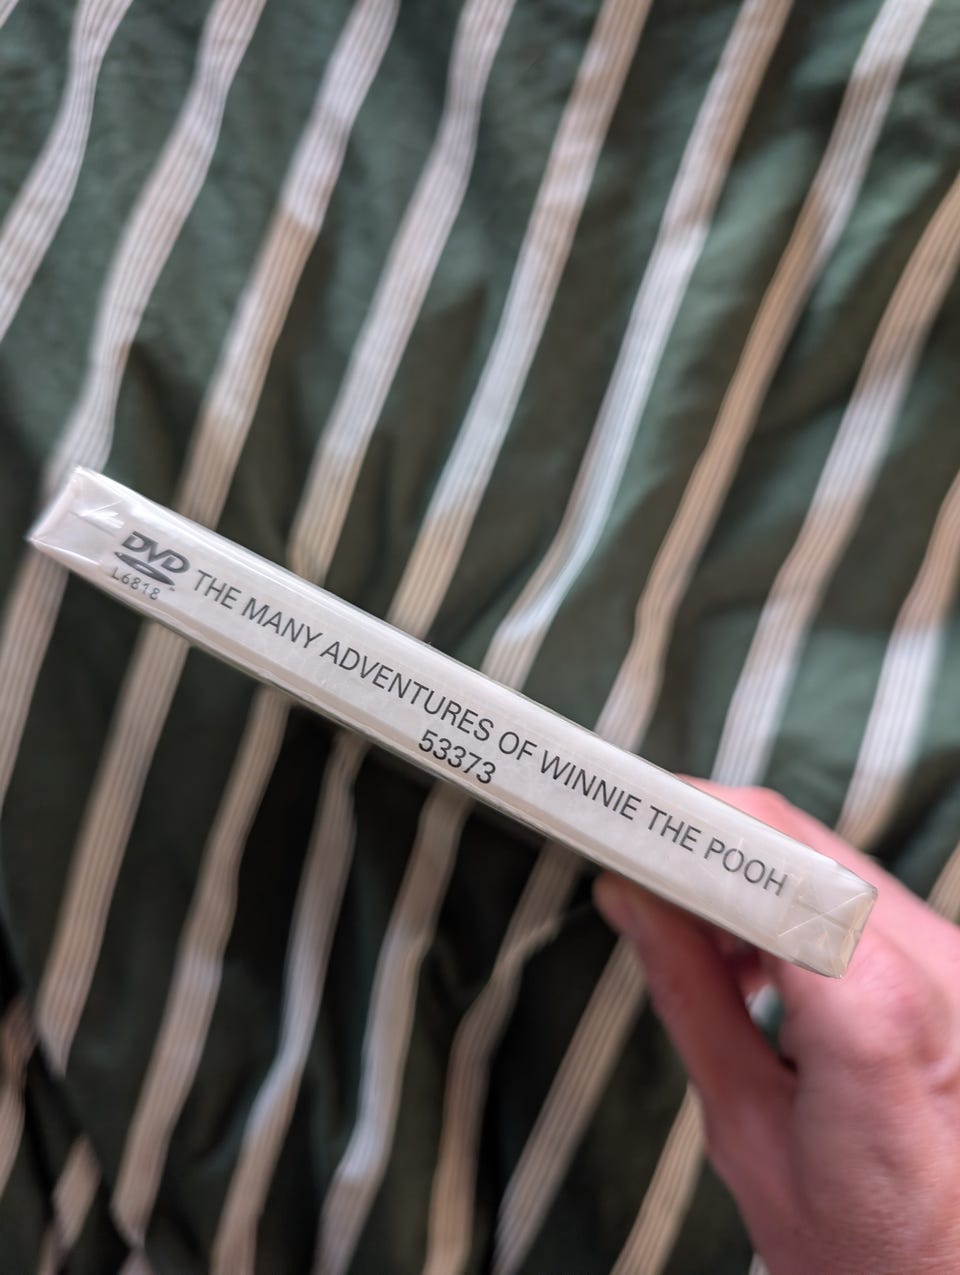 DVD
L6818
THE MANY ADVENTURES OF WINNIE THE POOH
53373